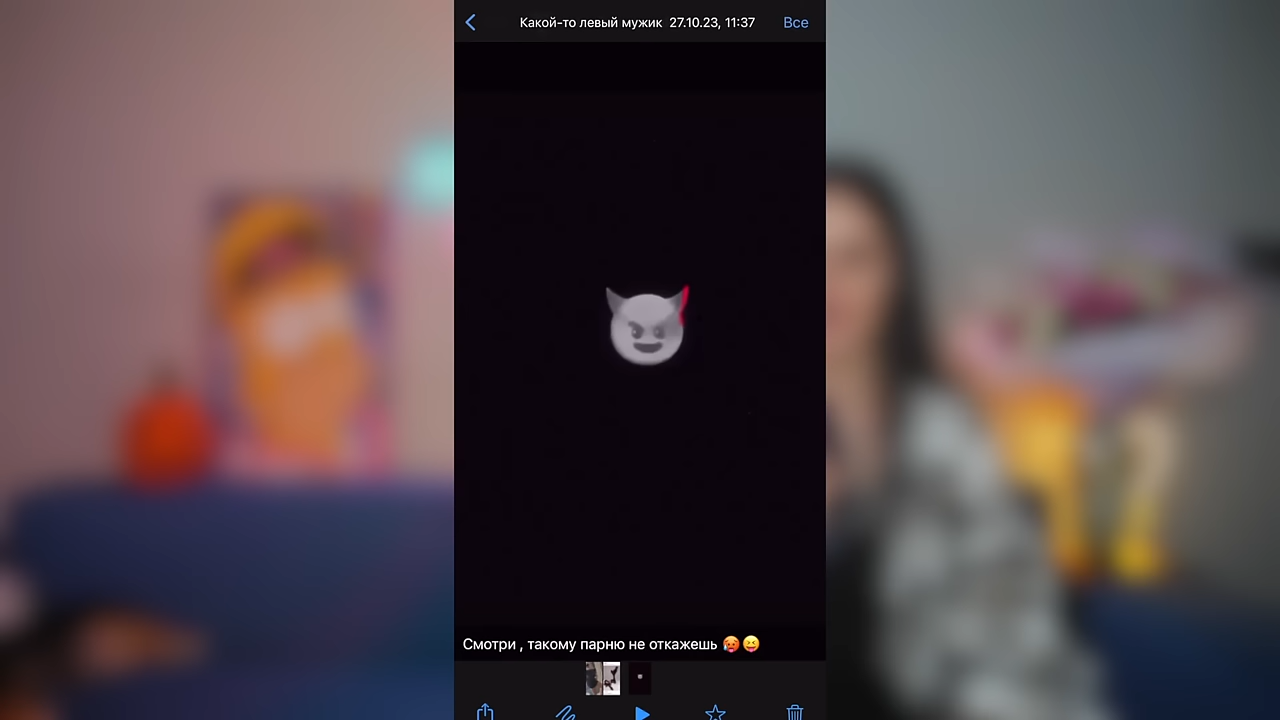 Какой-то левый мужик 27.10.23, 11:37
Все
Смотри , такому парню не откажешь 🥵😝